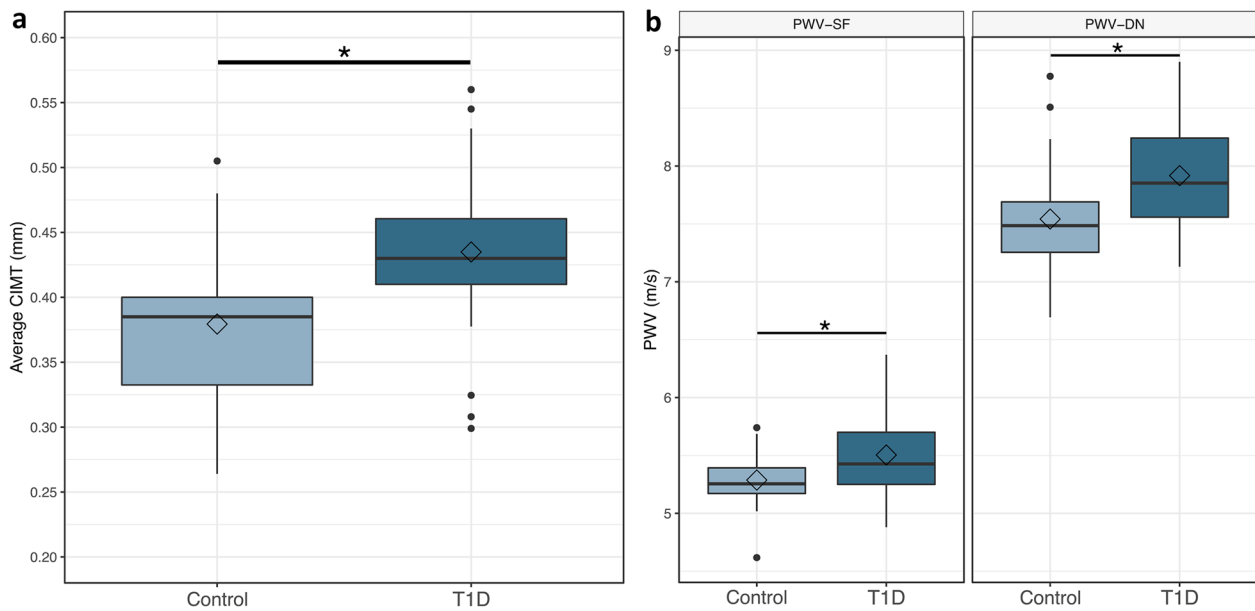 a
0.60
*
0.55
0.50
0.45
0.40
0.35
0.30
0.25
0.20
Average CIMT (mm)
Control T1D
b
PWV-SF PWV-DN
9
8
7
6
5
PWV (m/s)
*
*
Control T1D Control T1D